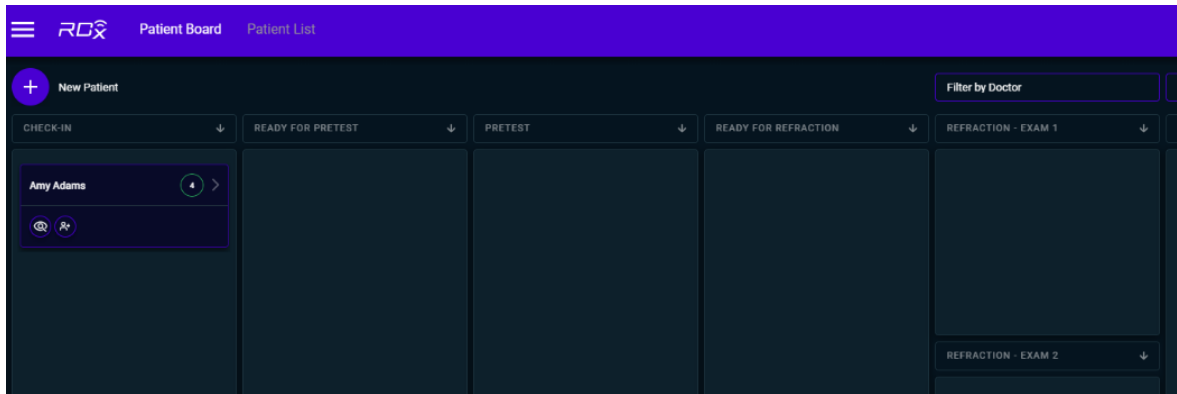 RDx Patient Board Patient List
+ New Patient Filter by Doctor
CHECK-IN READY FOR PRETEST PRETEST READY FOR REFRACTION REFRACTION - EXAM 1
Amy Adams 4
REFRACTION - EXAM 2